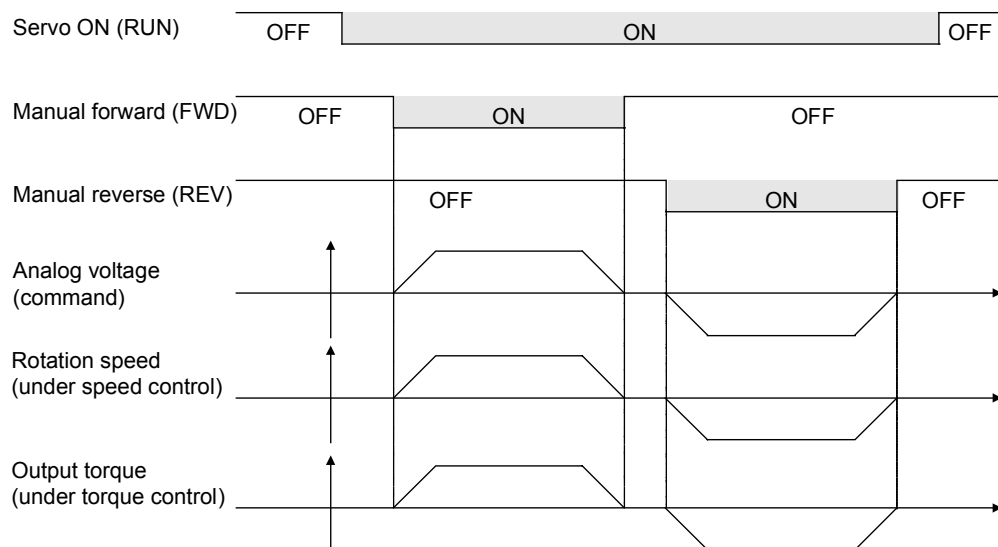 Servo ON (RUN) OFF ON OFF
Manual forward (FWD) OFF ON OFF
Manual reverse (REV) OFF ON OFF
Analog voltage
(command)
Rotation speed
(under speed control)
Output torque
(under torque control)